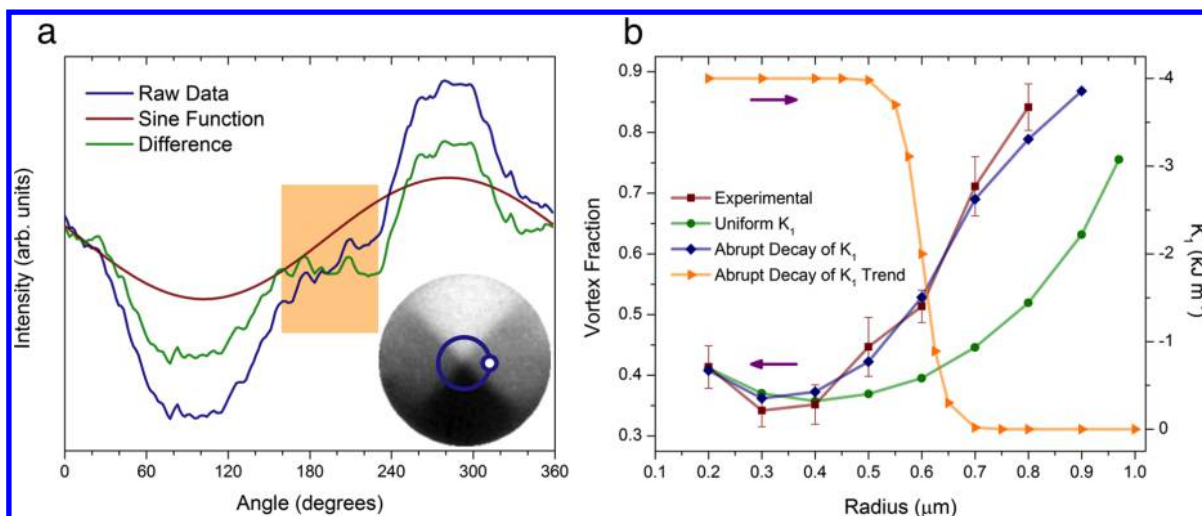 a
Raw Data
Sine Function
Difference
Intensity (arb. units)
0 60 120 180 240 300 360
Angle (degrees)
b
0.9
0.8
0.7
0.6
0.5
0.4
0.3
Vortex Fraction
Experimental
Uniform K₁
Abrupt Decay of K₁
Abrupt Decay of K₁ Trend
-4
-3
-2
-1
0
K₁ (kJ m⁻
0.1 0.2 0.3 0.4 0.5 0.6 0.7 0.8 0.9 1.0
Radius (μm)